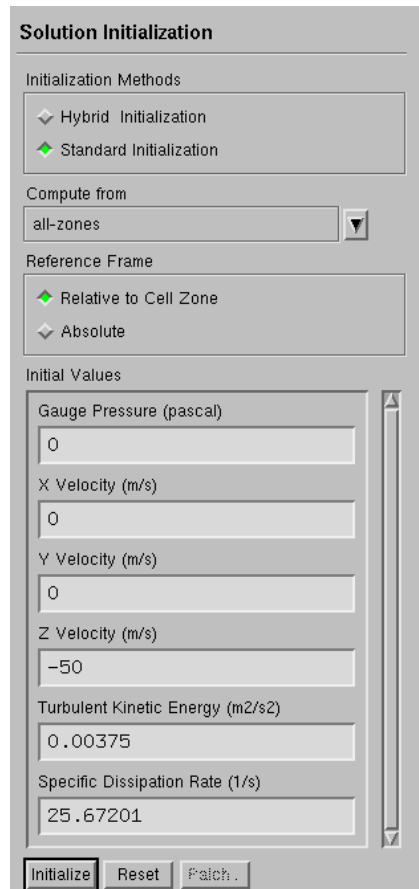 Solution Initialization
Initialization Methods
Hybrid Initialization
Standard Initialization
Compute from
all-zones
Reference Frame
Relative to Cell Zone
Absolute
Initial Values
Gauge Pressure (pascal)
0
X Velocity (m/s)
0
Y Velocity (m/s)
0
Z Velocity (m/s)
-50
Turbulent Kinetic Energy (m2/s2)
0.00375
Specific Dissipation Rate (1/s)
25.67201
Initialize Reset Patch...